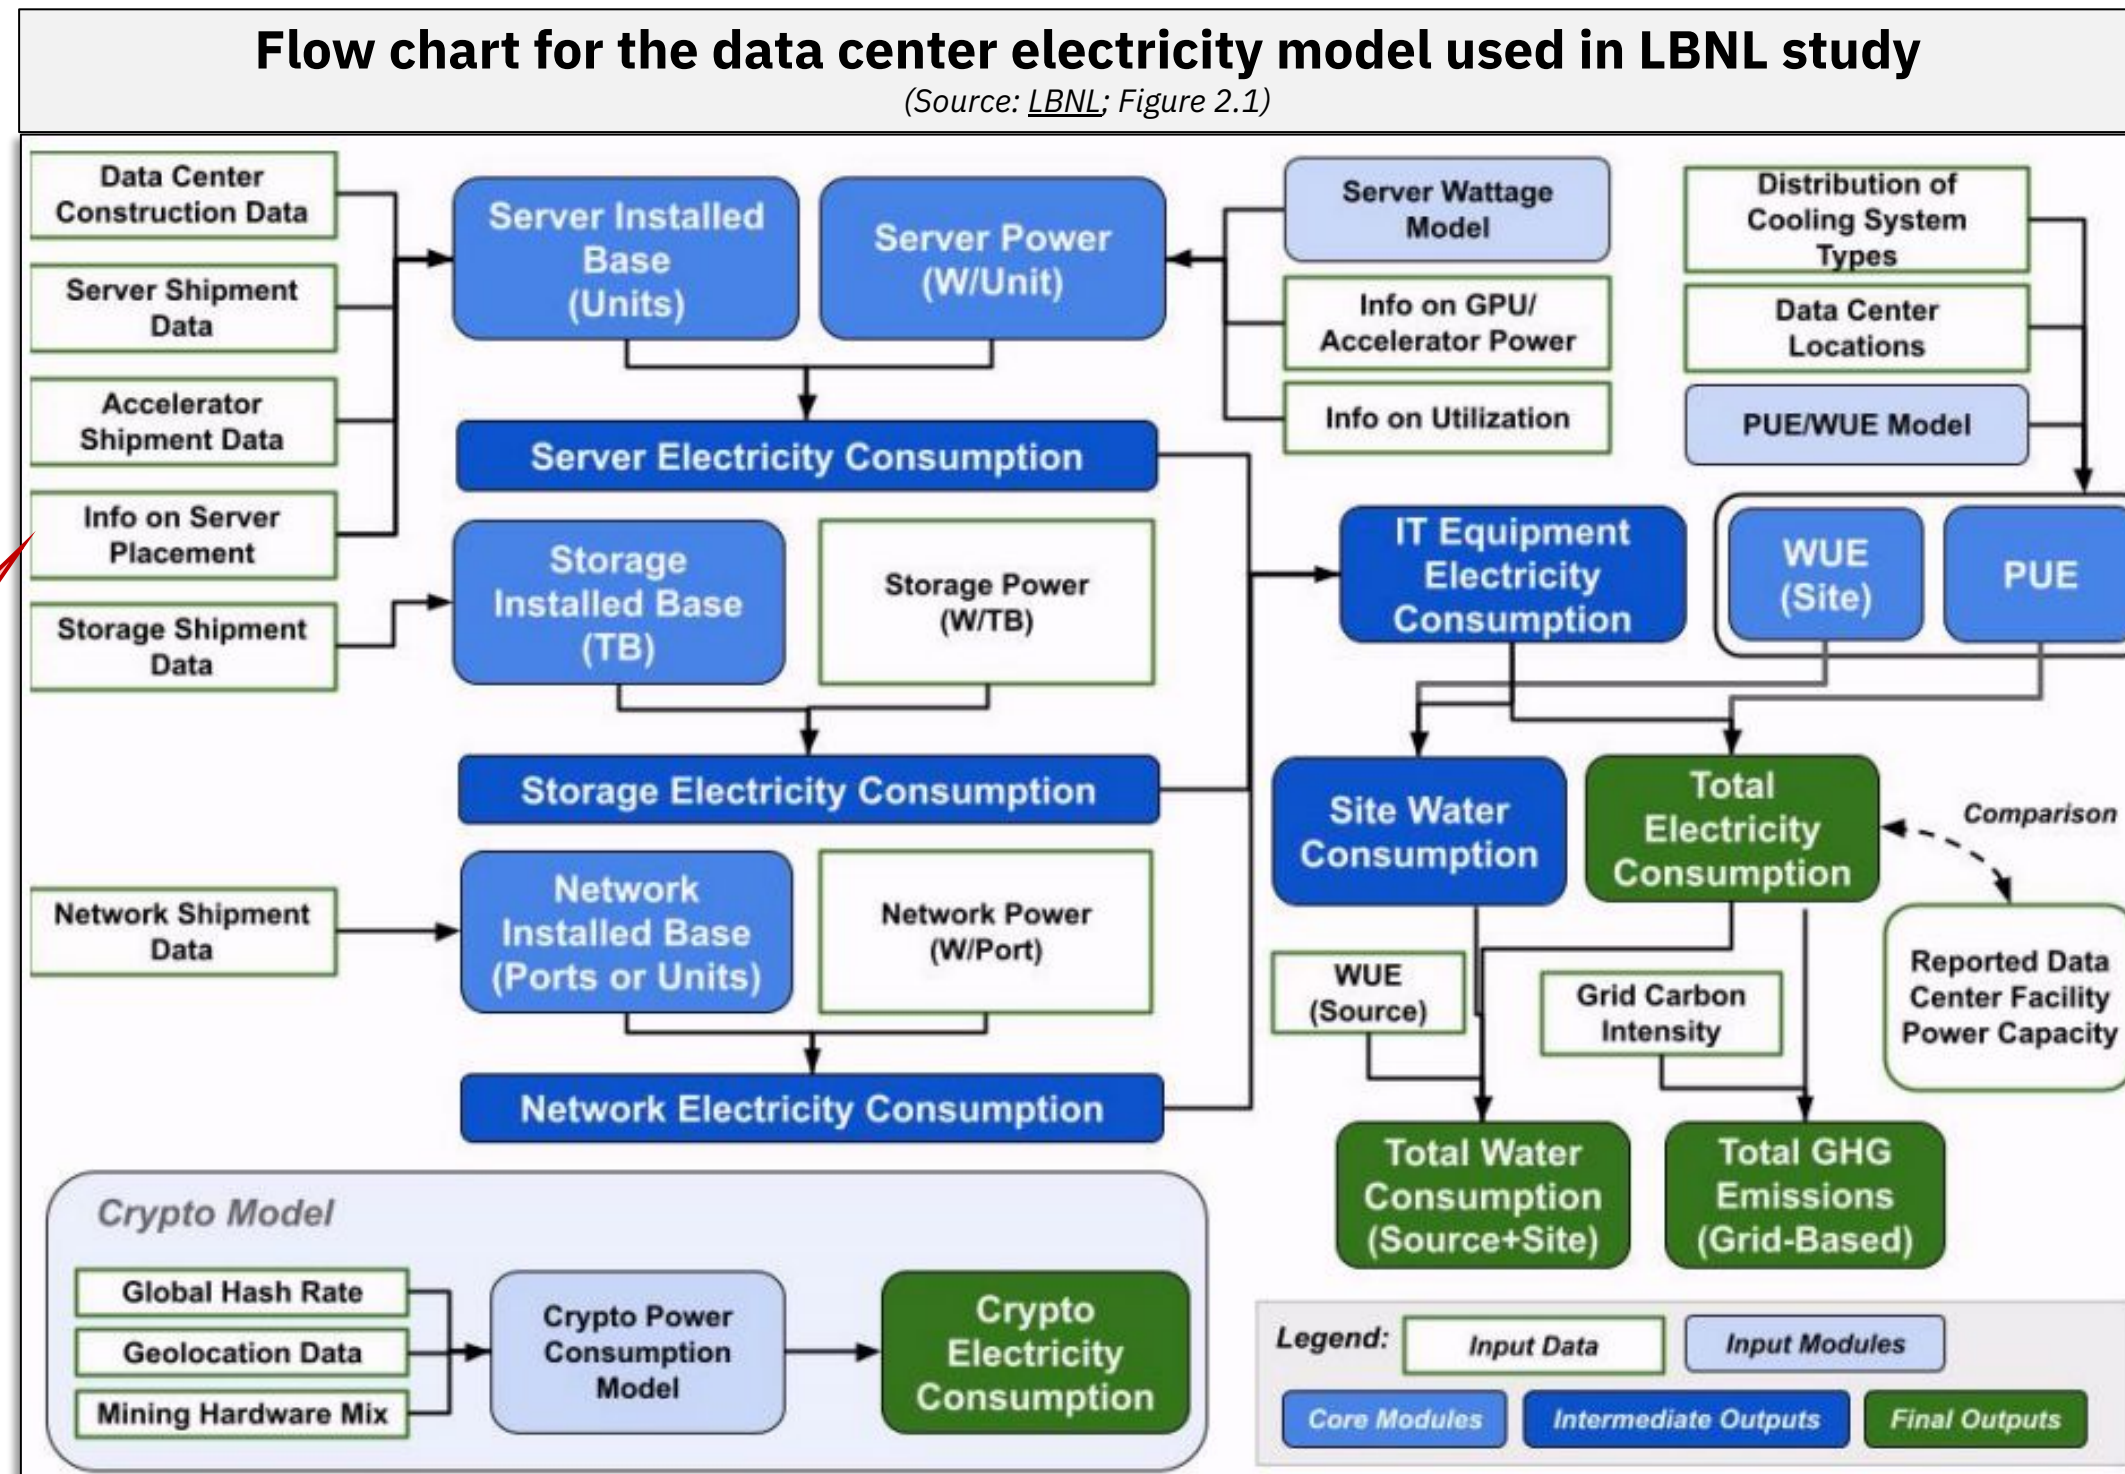 Flow chart for the data center electricity model used in LBNL study
(Source: LBNL; Figure 2.1)
Data Center
Construction Data
Server Shipment
Data
Accelerator
Shipment Data
Info on Server
Placement
Storage Shipment
Data
Network Shipment
Data
Server Installed
Base
(Units)
Server Power
(W/Unit)
Server Electricity Consumption
Storage
Installed Base
(TB)
Storage Power
(W/TB)
Storage Electricity Consumption
Network
Installed Base
(Ports or Units)
Network Power
(W/Port)
Network Electricity Consumption
Server Wattage
Model
Info on GPU/
Accelerator Power
Info on Utilization
Distribution of
Cooling System
Types
Data Center
Locations
PUE/WUE Model
IT Equipment
Electricity
Consumption
WUE
(Site)
PUE
Site Water
Consumption
Total
Electricity
Consumption
Comparison
WUE
(Source)
Grid Carbon
Intensity
Reported Data
Center Facility
Power Capacity
Total Water
Consumption
(Source+Site)
Total GHG
Emissions
(Grid-Based)
Crypto Model
Global Hash Rate
Geolocation Data
Mining Hardware Mix
Crypto Power
Consumption
Model
Crypto
Electricity
Consumption
Legend:
Input Data
Input Modules
Core Modules
Intermediate Outputs
Final Outputs